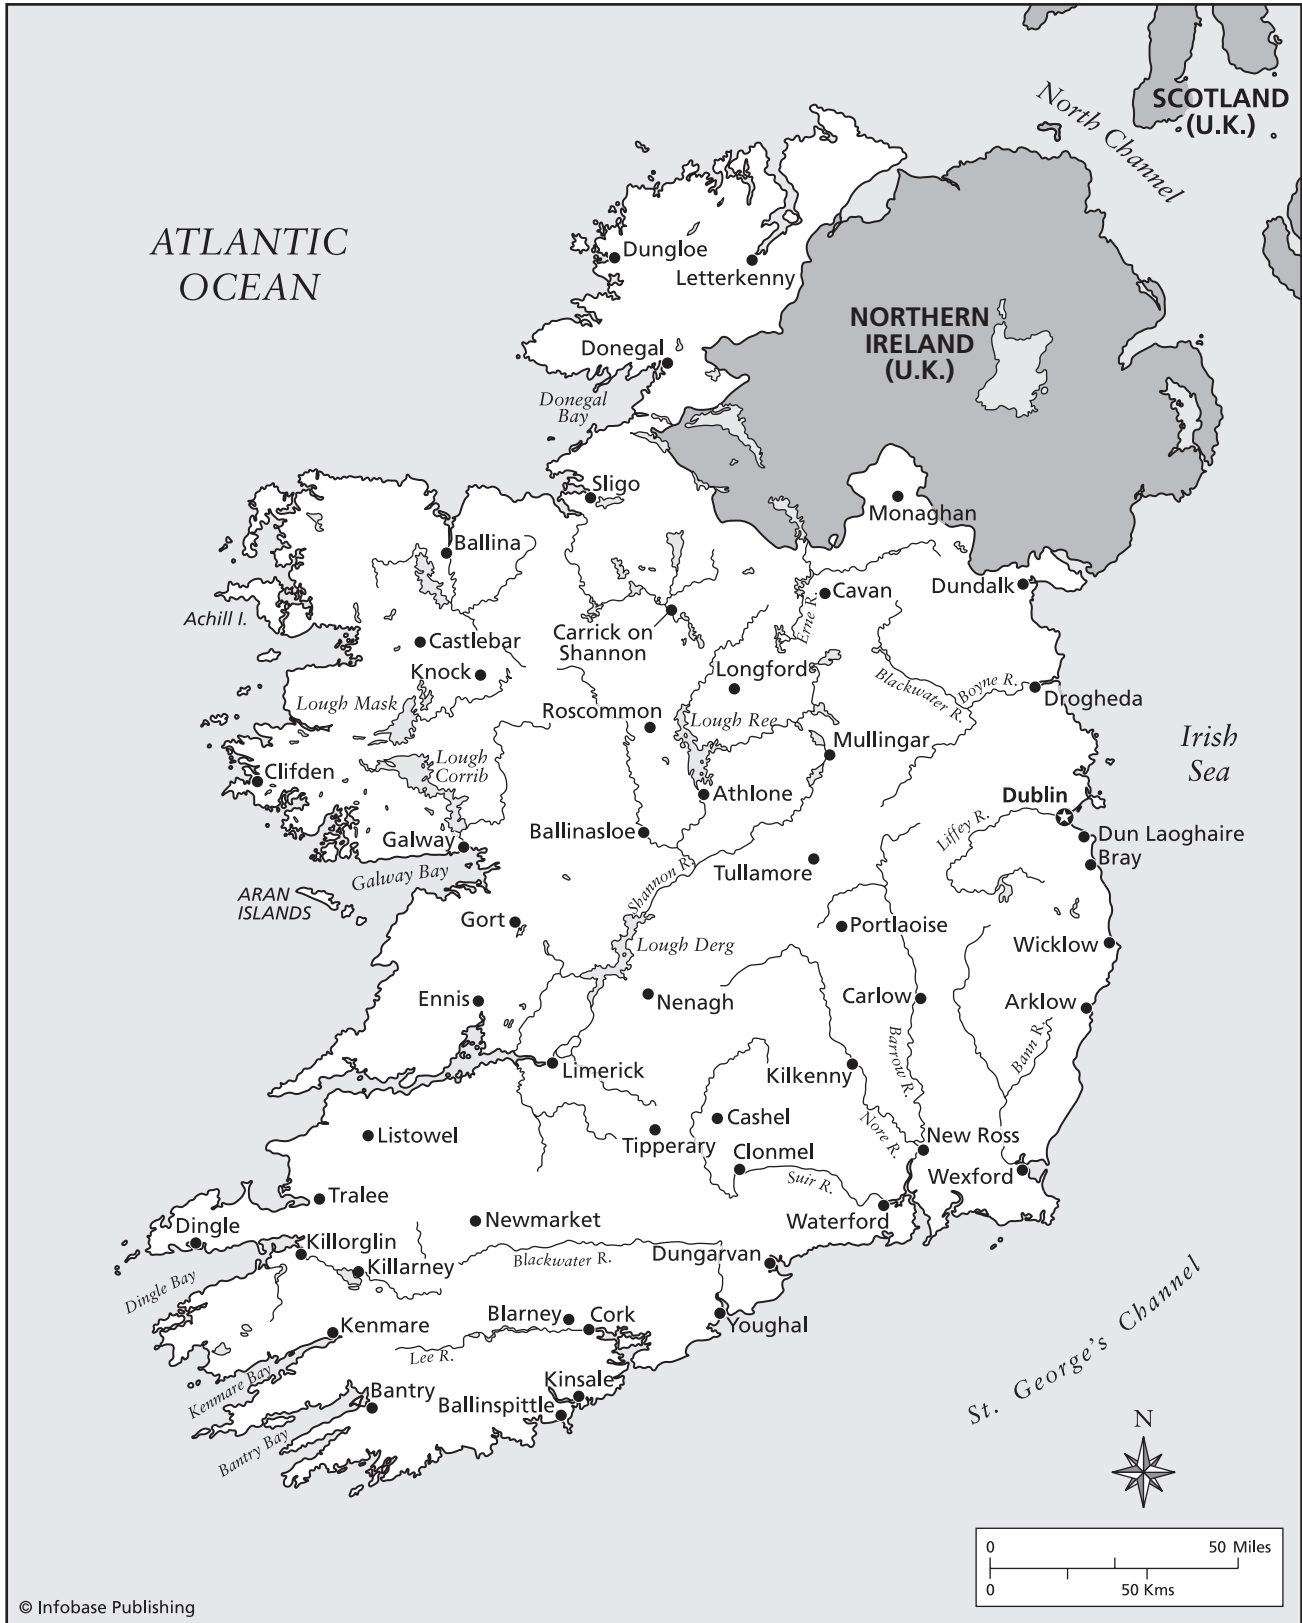 SCOTLAND
(U.K.)
North Channel
ATLANTIC
OCEAN
Dungloe
Letterkenny
NORTHERN
IRELAND
(U.K.)
Donegal
Donegal
Bay
Sligo
Monaghan
Ballina
Cavan
Dundalk
Achill I.
Erne R.
Castlebar
Carrick on
Shannon
Knock
Longford
Blackwater R.
Boyne R.
Drogheda
Lough Mask
Roscommon
Lough Ree
Mullingar
Irish
Sea
Lough
Corrib
Clifden
Athlone
Dublin
Liffey R.
Ballinasloe
Dun Laoghaire
Galway
Bray
Galway Bay
Tullamore
Shannon R.
ARAN
ISLANDS
Gort
Portlaoise
Lough Derg
Wicklow
Ennis
Nenagh
Carlow
Arklow
Barrow R.
Bann R.
Limerick
Kilkenny
Cashel
Listowel
Tipperary
Nore R.
New Ross
Clonmel
Suir R.
Wexford
Tralee
Waterford
Dingle
Newmarket
Killorglin
Dungarvan
Blackwater R.
Killarney
Dingle Bay
Blarney
Cork
Kenmare
Youghal
Lee R.
St. George's Channel
Kenmare Bay
Kinsale
Bantry
Ballinspittle
Bantry Bay
N
0 50 Miles
0 50 Kms
© Infobase Publishing